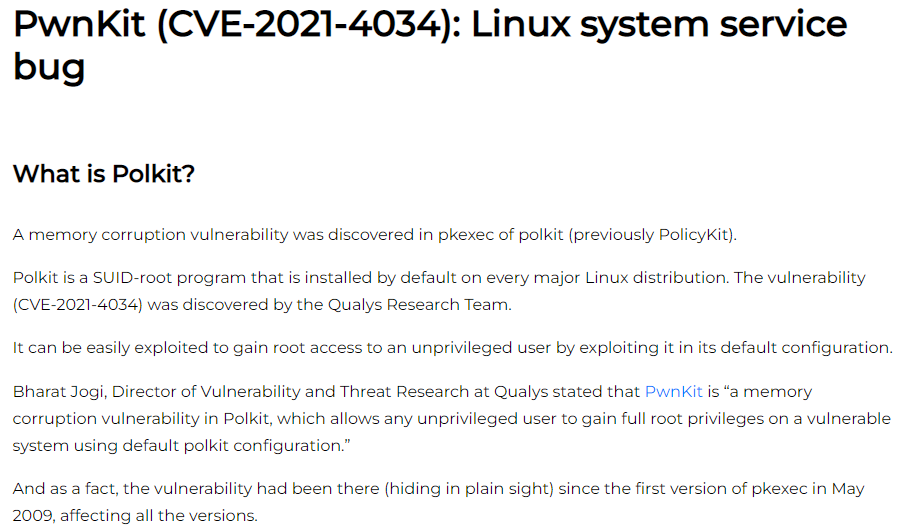 PwnKit (CVE-2021-4034): Linux system service
bug
What is Polkit?
A memory corruption vulnerability was discovered in pkexec of polkit (previously PolicyKit).
Polkit is a SUID-root program that is installed by default on every major Linux distribution. The vulnerability
(CVE-2021-4034) was discovered by the Qualys Research Team.
It can be easily exploited to gain root access to an unprivileged user by exploiting it in its default configuration.
Bharat Jogi, Director of Vulnerability and Threat Research at Qualys stated that PwnKit is “a memory
corruption vulnerability in Polkit, which allows any unprivileged user to gain full root privileges on a vulnerable
system using default polkit configuration.”
And as a fact, the vulnerability had been there (hiding in plain sight) since the first version of pkexec in May
2009, affecting all the versions.